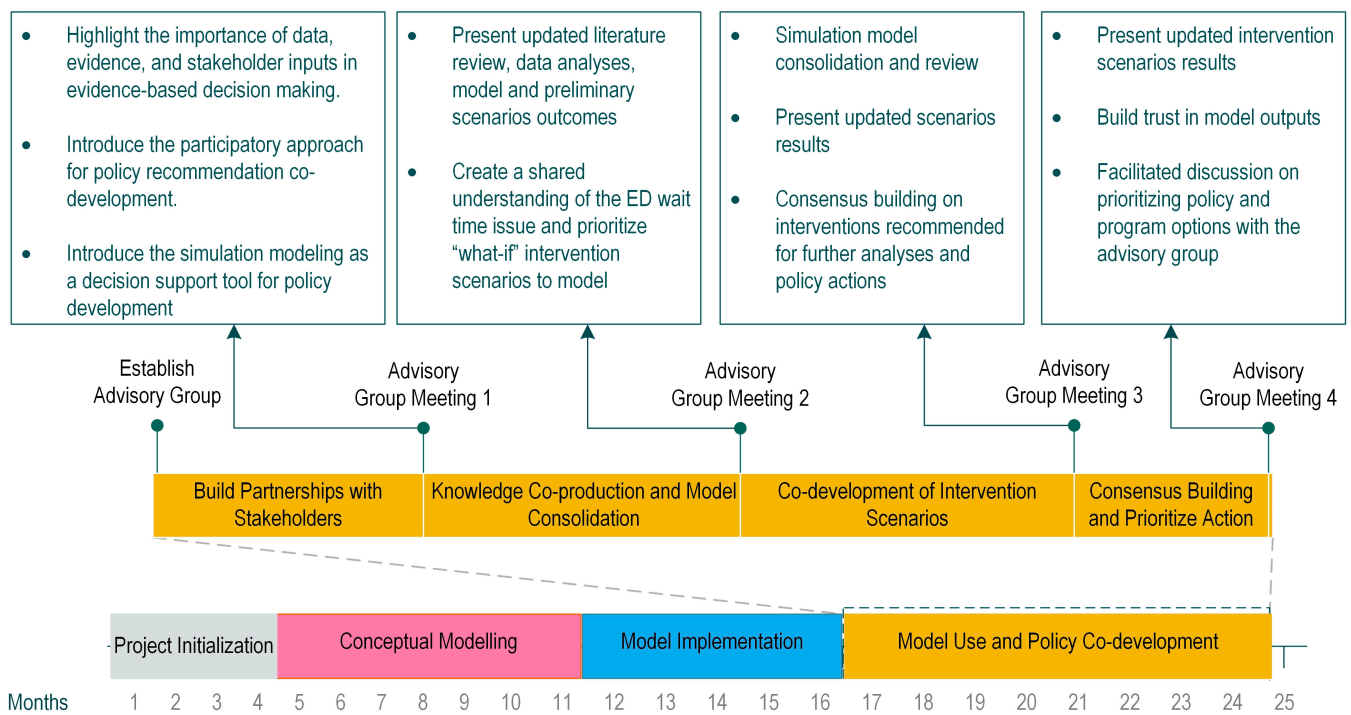 ● Highlight the importance of data,
evidence, and stakeholder inputs in
evidence-based decision making.
● Introduce the participatory approach
for policy recommendation co-
development.
● Introduce the simulation modeling as
a decision support tool for policy
development
● Present updated literature
review, data analyses,
model and preliminary
scenarios outcomes
● Create a shared
understanding of the ED wait
time issue and prioritize
“what-if” intervention
scenarios to model
● Simulation model
consolidation and review
● Present updated scenarios
results
● Consensus building on
interventions recommended
for further analyses and
policy actions
● Present updated intervention
scenarios results
● Build trust in model outputs
● Facilitated discussion on
prioritizing policy and
program options with the
advisory group
Establish
Advisory Group
Advisory
Group Meeting 1
Advisory
Group Meeting 2
Advisory
Group Meeting 3
Advisory
Group Meeting 4
Build Partnerships with
Stakeholders
Knowledge Co-production and Model
Consolidation
Co-development of Intervention
Scenarios
Consensus Building
and Prioritize Action
Project Initialization
Conceptual Modelling
Model Implementation
Model Use and Policy Co-development
Months 1 2 3 4 5 6 7 8 9 10 11 12 13 14 15 16 17 18 19 20 21 22 23 24 25